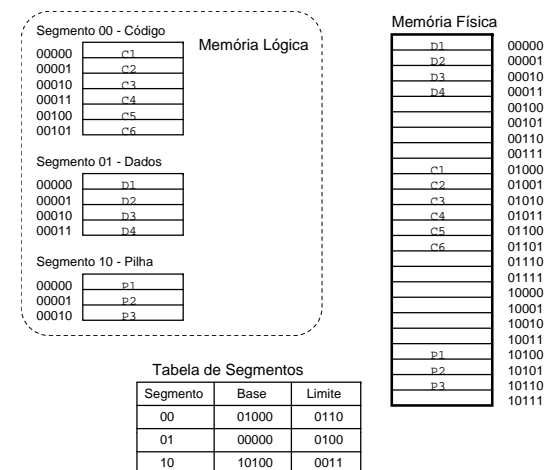 Segmento 00 - Código
Memória Lógica
00000 C1
00001 C2
00010 C3
00011 C4
00100 C5
00101 C6
Segmento 01 - Dados
00000 D1
00001 D2
00010 D3
00011 D4
Segmento 10 - Pilha
00000 P1
00001 P2
00010 P3
Memória Física
D1 00000
D2 00001
D3 00010
D4 00011
00100
00101
00110
00111
C1 01000
C2 01001
C3 01010
C4 01011
C5 01100
C6 01101
01110
01111
10000
10001
10010
10011
P1 10100
P2 10101
P3 10110
10111
Tabela de Segmentos
Segmento Base Limite
00 01000 0110
01 00000 0100
10 10100 0011